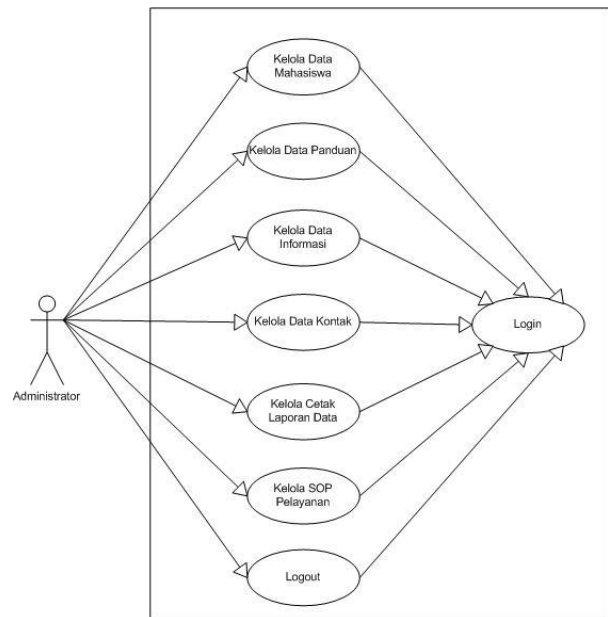 Kelola Data
Mahasiswa
Kelola Data Panduan
Kelola Data
Informasi
Kelola Data Kontak
Login
Administrator
Kelola Cetak
Laporan Data
Kelola SOP
Pelayanan
Logout